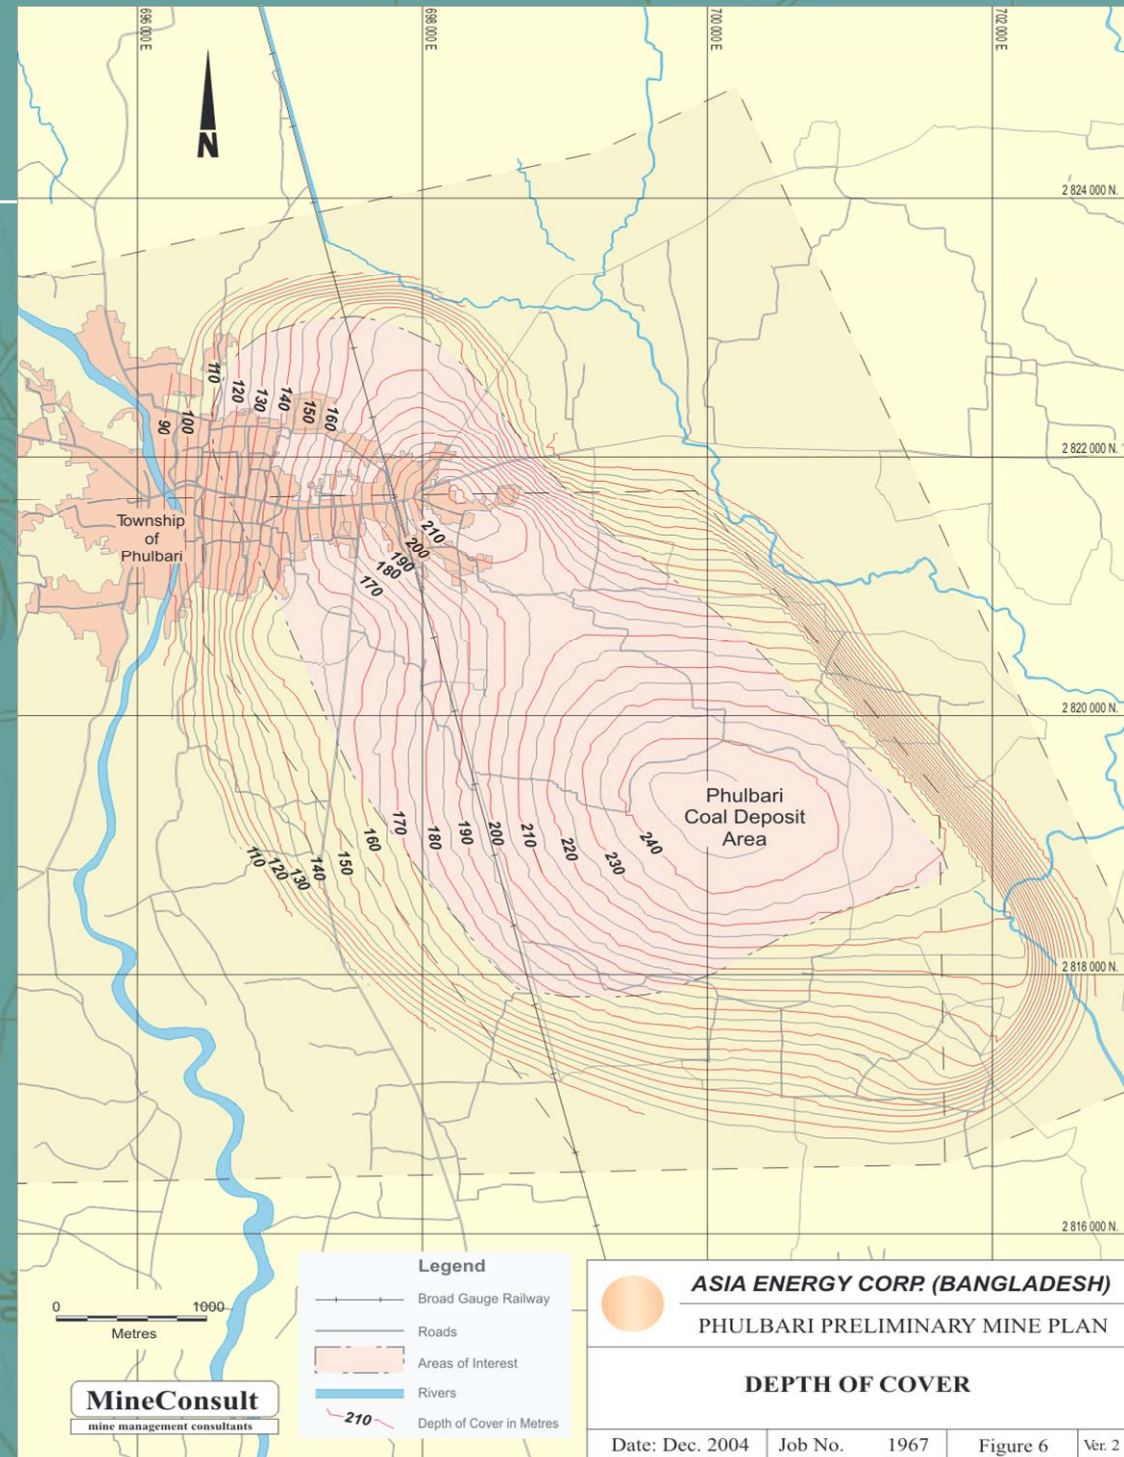 696 000 E
698 000 E
700 000 E
702 000 E
N
2 824 000 N.
110
120
130
140
150
160
90
100
2 822 000 N.
Township
of
Phulbari
210
200
190
180
170
2 820 000 N.
Phulbari
Coal Deposit
Area
110
120
130
140
150
160
170
180
190
200
210
220
230
240
2 818 000 N.
2 816 000 N.
0 1000
Metres
MineConsult
mine management consultants
Legend
Broad Gauge Railway
Roads
Areas of Interest
Rivers
210
Depth of Cover in Metres
ASIA ENERGY CORP. (BANGLADESH)
PHULBARI PRELIMINARY MINE PLAN
DEPTH OF COVER
Date: Dec. 2004 Job No. 1967 Figure 6 Ver. 2
210